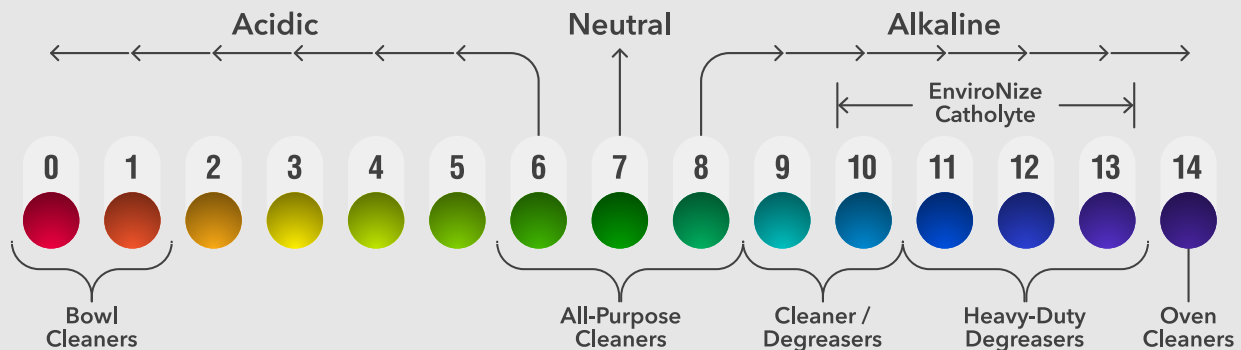 Acidic Neutral Alkaline
EnviroNize
Catholyte
0 1 2 3 4 5 6 7 8 9 10 11 12 13 14
Bowl
Cleaners
All-Purpose
Cleaners
Cleaner /
Degreasers
Heavy-Duty
Degreasers
Oven
Cleaners